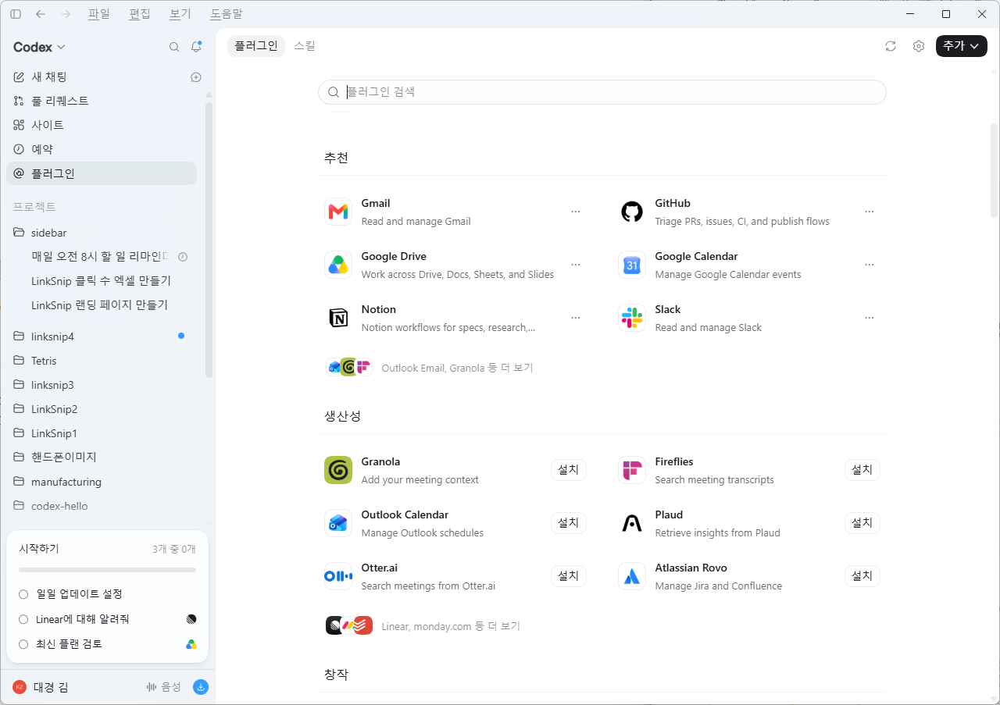 파일 편집 보기 도움말
Codex
새 채팅
풀 리퀘스트
사이트
예약
플러그인
프로젝트
sidebar
매일 오전 8시 할 일 리마인
LinkSnip 클릭 수 엑셀 만들기
LinkSnip 랜딩 페이지 만들기
linksnip4
Tetris
linksnip3
LinkSnip2
LinkSnip1
핸드폰이미지
manufacturing
codex-hello
시작하기 3개 중 0개
일일 업데이트 설정
Linear에 대해 알려줘
최신 플랜 검토
KZ 대경 김 음성
플러그인 스킬 추가
플러그인 검색
추천
Gmail
Read and manage Gmail
GitHub
Triage PRs, issues, CI, and publish flows
Google Drive
Work across Drive, Docs, Sheets, and Slides
31
Google Calendar
Manage Google Calendar events
Notion
Notion workflows for specs, research,...
Slack
Read and manage Slack
Outlook Email, Granola 등 더 보기
생산성
Granola
Add your meeting context
설치
Fireflies
Search meeting transcripts
설치
Outlook Calendar
Manage Outlook schedules
설치
Plaud
Retrieve insights from Plaud
설치
Otter.ai
Search meetings from Otter.ai
설치
Atlassian Rovo
Manage Jira and Confluence
설치
Linear, monday.com 등 더 보기
창작